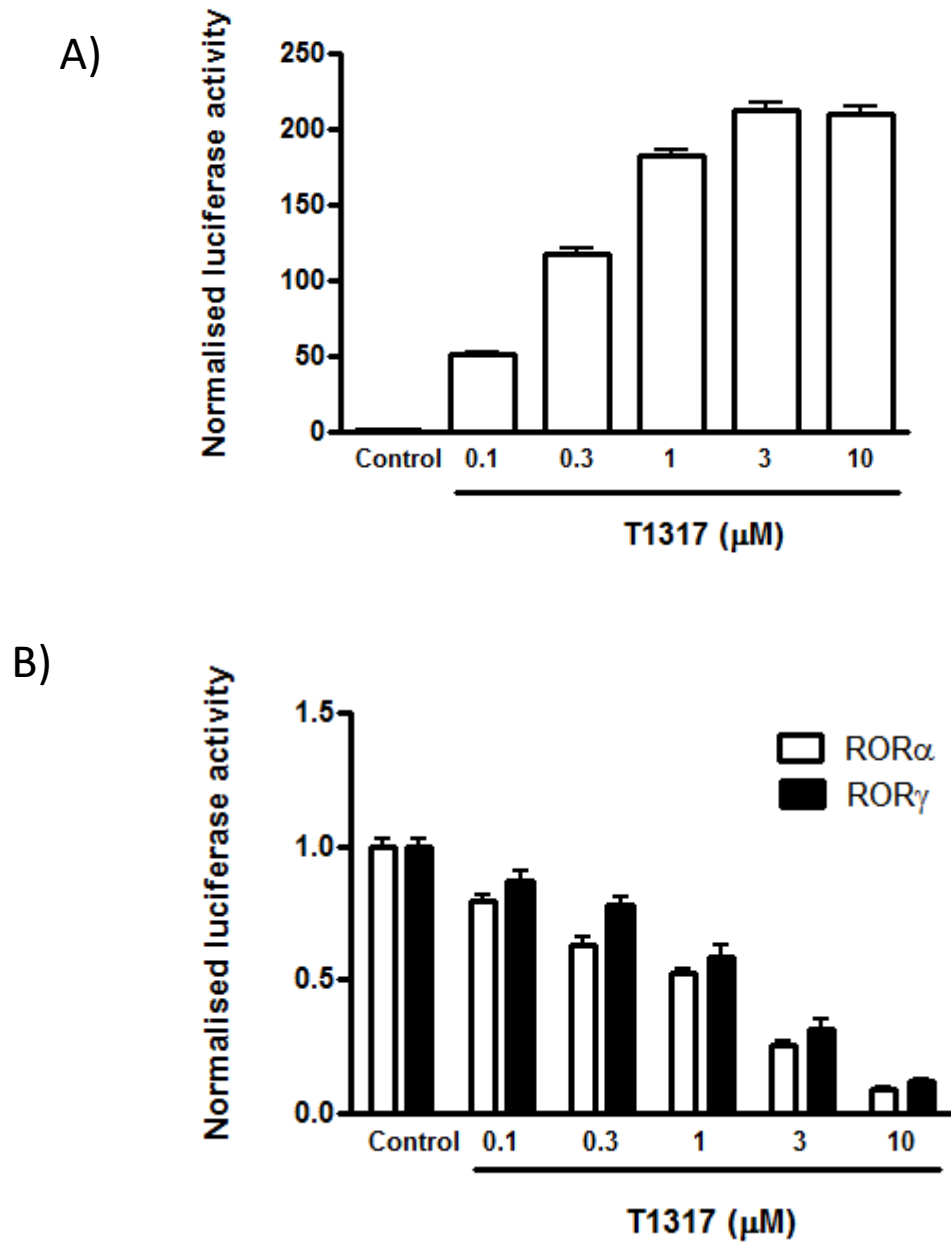 A)
Normalised luciferase activity
250
200
150
100
50
0
Control 0.1 0.3 1 3 10
T1317 (μM)
B)
Normalised luciferase activity
1.5
1.0
0.5
0.0
RORα
RORγ
Control 0.1 0.3 1 3 10
T1317 (μM)